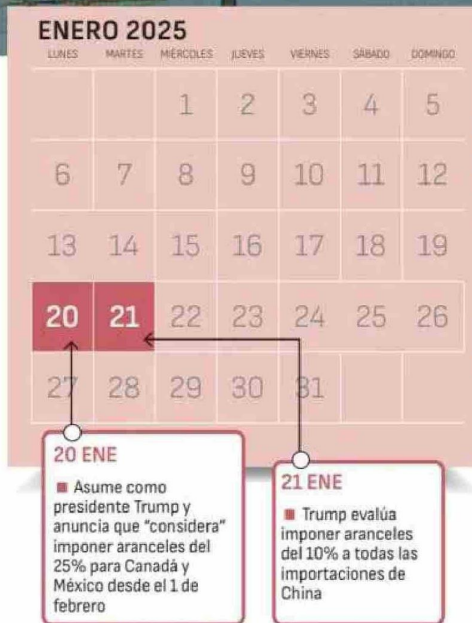 ENERO 2025
LUNES MARTES MIÉRCOLES JUEVES VIERNES SÁBADO DOMINGO
1 2 3 4 5
6 7 8 9 10 11 12
13 14 15 16 17 18 19
20 21 22 23 24 25 26
27 28 29 30 31
20 ENE
■ Asume como
presidente Trump y
anuncia que “considera”
imponer aranceles del
25% para Canadá y
México desde el 1 de
febrero
21 ENE
■ Trump evalúa
imponer aranceles
del 10% a todas las
importaciones de
China